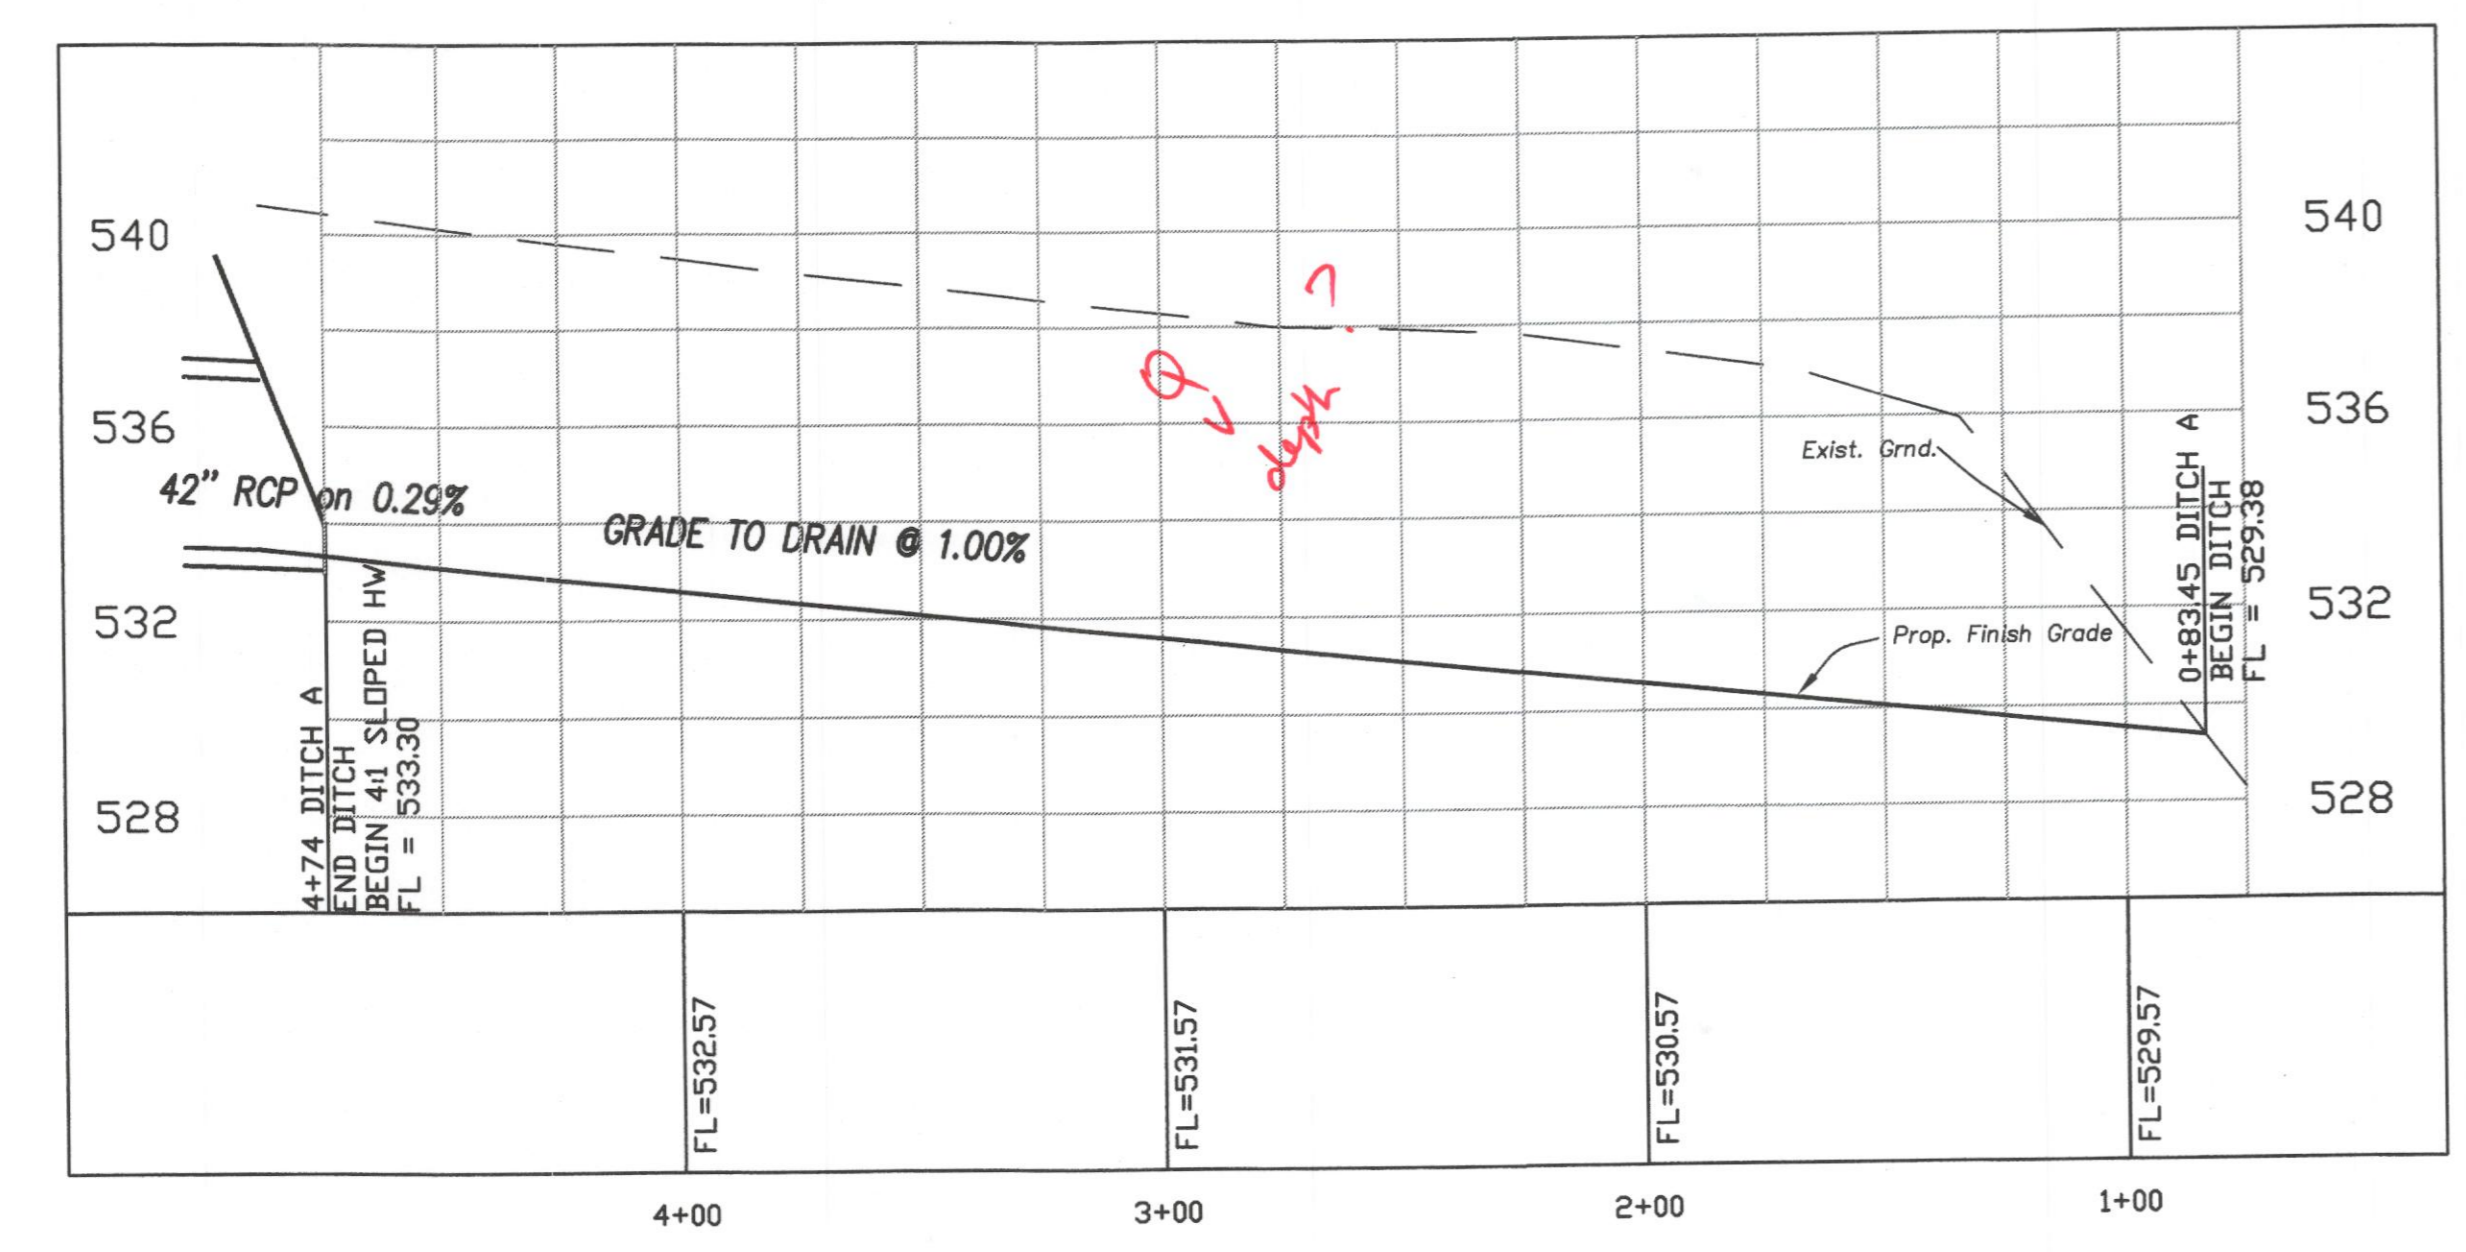 540
540
?
Q
V
depth
536
536
Exist. Grnd.
42" RCP on 0.29%
GRADE TO DRAIN @ 1.00%
532
532
Prop. Finish Grade
0+83.45 DITCH A
BEGIN DITCH
FL = 529.38
528
528
4+74 DITCH A
END DITCH
BEGIN 4:1 SLOPED HW
FL = 533.30
FL=532.57
FL=531.57
FL=530.57
FL=529.57
4+00
3+00
2+00
1+00